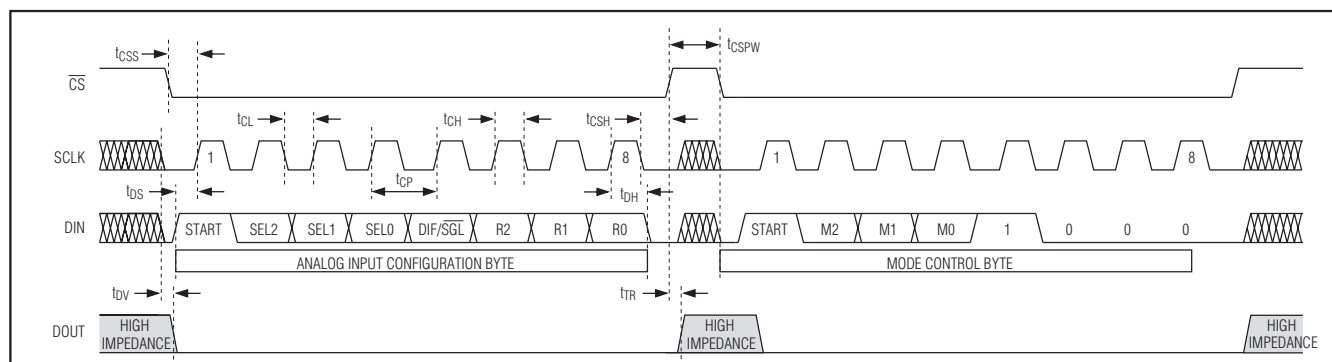 tCSS
tCSPW
CS
tCL
tCH
tCSH
SCLK
1
8
1
8
tCP
tDS
tDH
DIN
START
SEL2
SEL1
SEL0
DIF/SGL
R2
R1
R0
START
M2
M1
M0
1
0
0
0
ANALOG INPUT CONFIGURATION BYTE
MODE CONTROL BYTE
tDV
tTR
DOUT
HIGH
IMPEDANCE
HIGH
IMPEDANCE
HIGH
IMPEDANCE